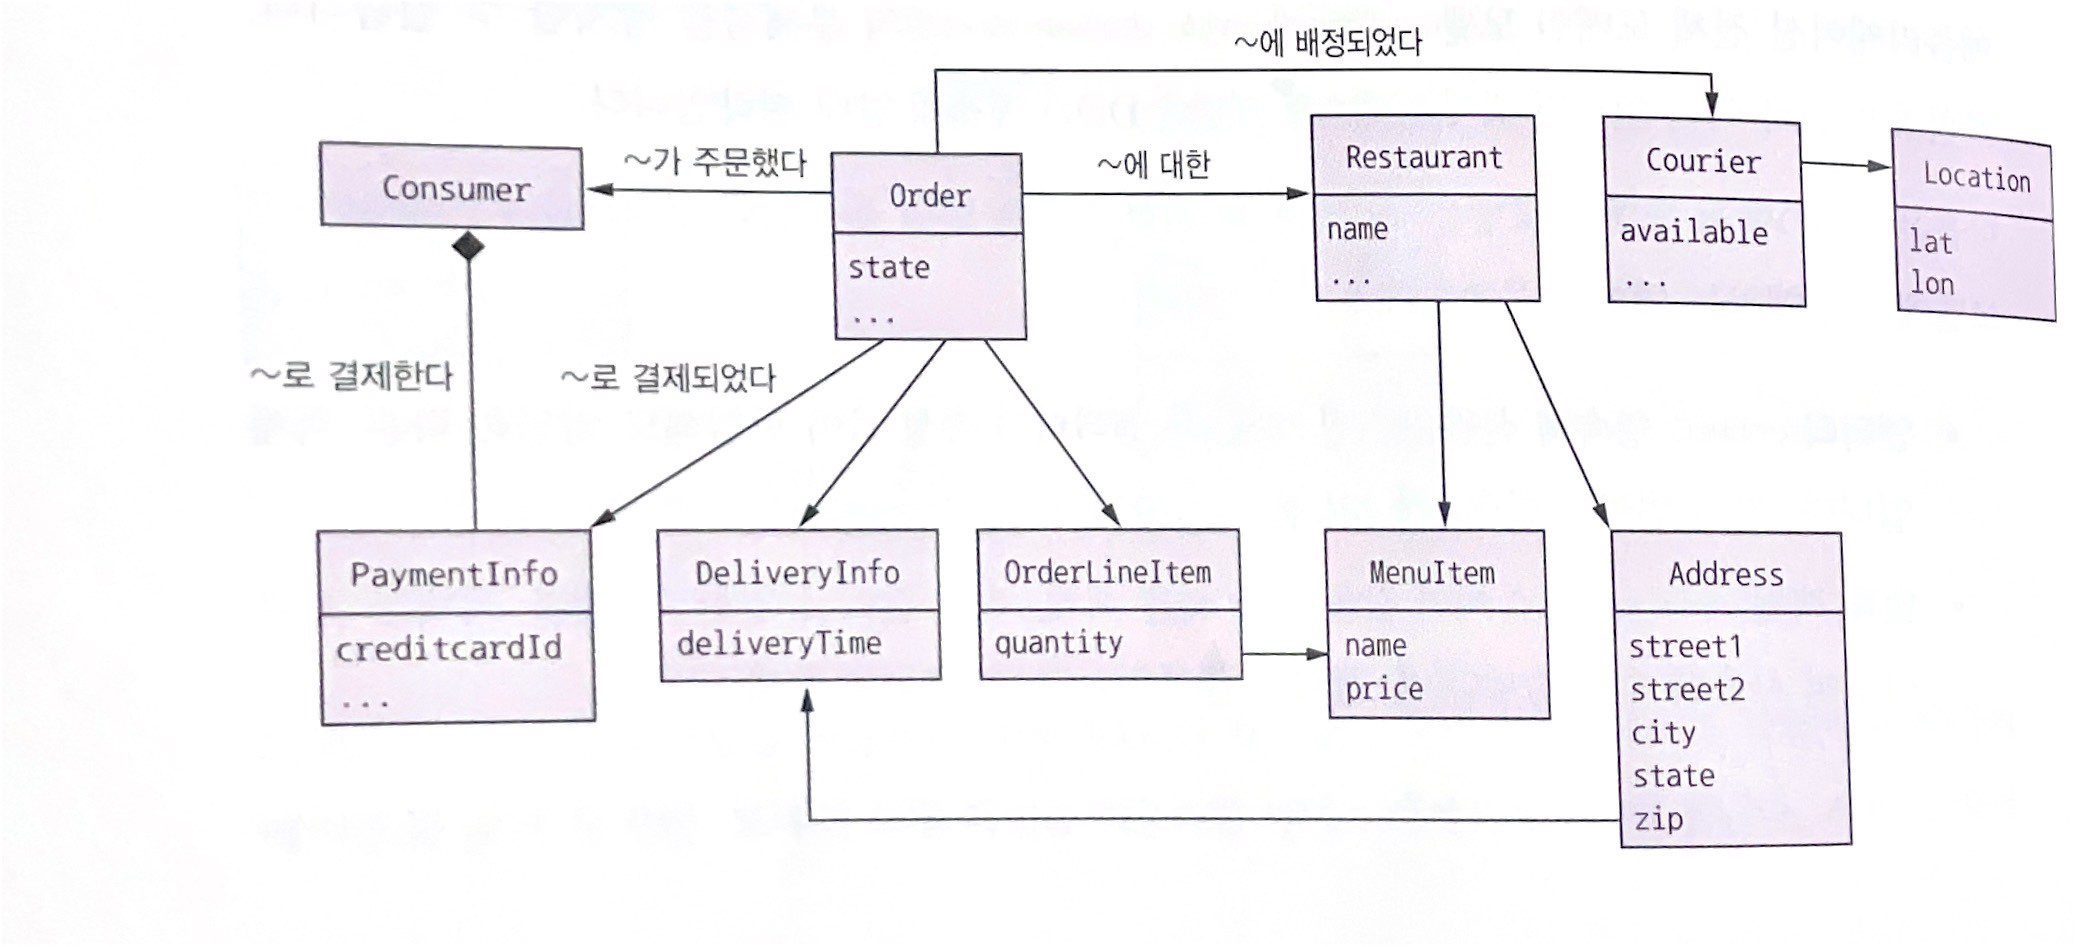 ~에 배정되었다
Consumer
~가 주문했다
Order
state
...
~에 대한
Restaurant
name
...
Courier
available
...
Location
lat
lon
~로 결제한다
~로 결제되었다
PaymentInfo
creditcardId
...
DeliveryInfo
deliveryTime
OrderLineItem
quantity
MenuItem
name
price
Address
street1
street2
city
state
zip